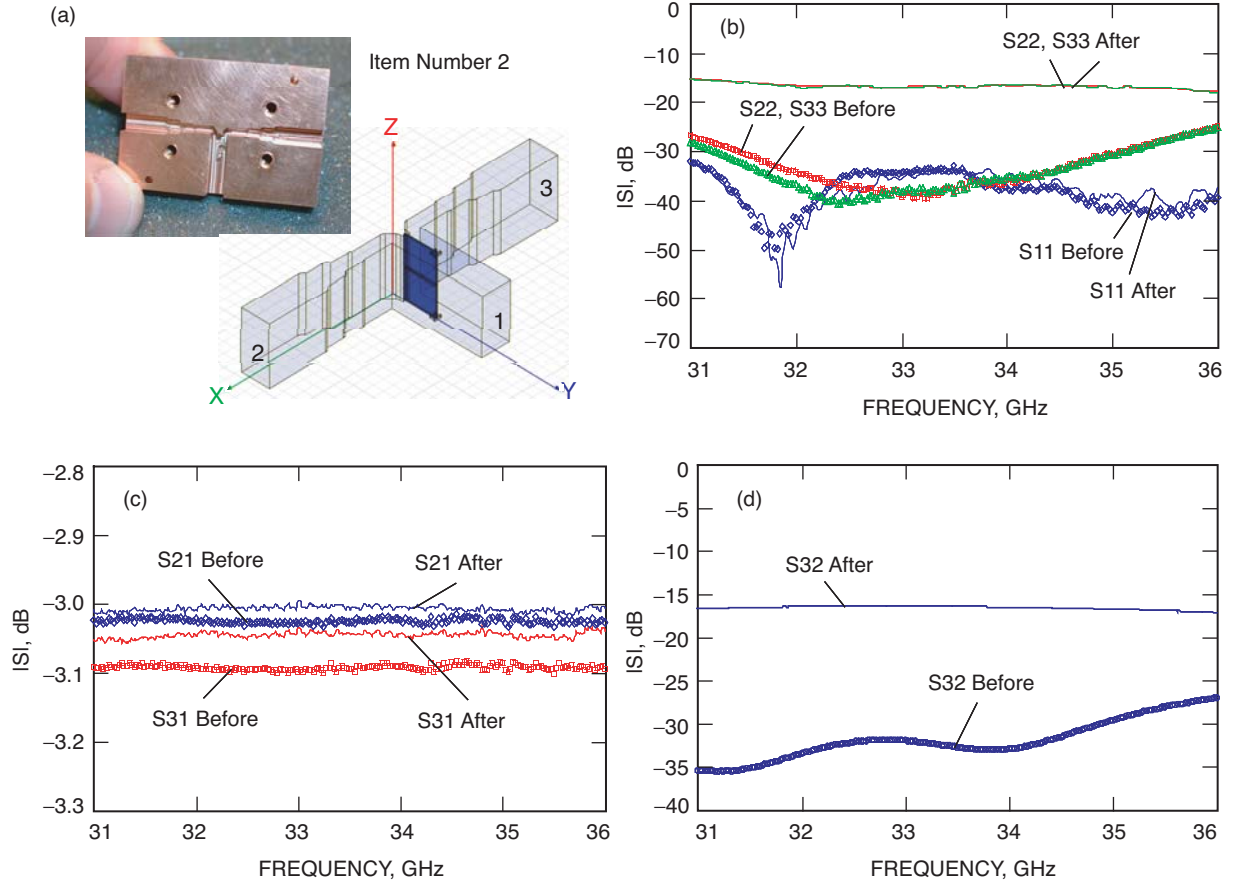 (a)
Item Number 2
Z
3
1
2
X
Y
(b)
ISI, dB
0
–10
–20
–30
–40
–50
–60
–70
S22, S33 After
S22, S33 Before
S11 Before
S11 After
31 32 33 34 35 36
FREQUENCY, GHz
(c)
ISI, dB
–2.8
–2.9
–3.0
–3.1
–3.2
–3.3
S21 Before
S21 After
S31 Before
S31 After
31 32 33 34 35 36
FREQUENCY, GHz
(d)
ISI, dB
0
–5
–10
–15
–20
–25
–30
–35
–40
S32 After
S32 Before
31 32 33 34 35 36
FREQUENCY, GHz